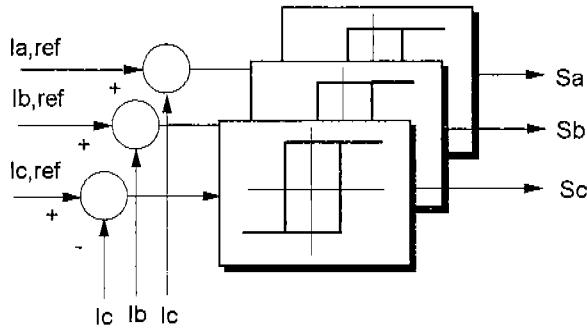 Ia,ref
+
Sa
Ib,ref
+
Sb
Ic,ref
+
Sc
-
Ic Ib Ic